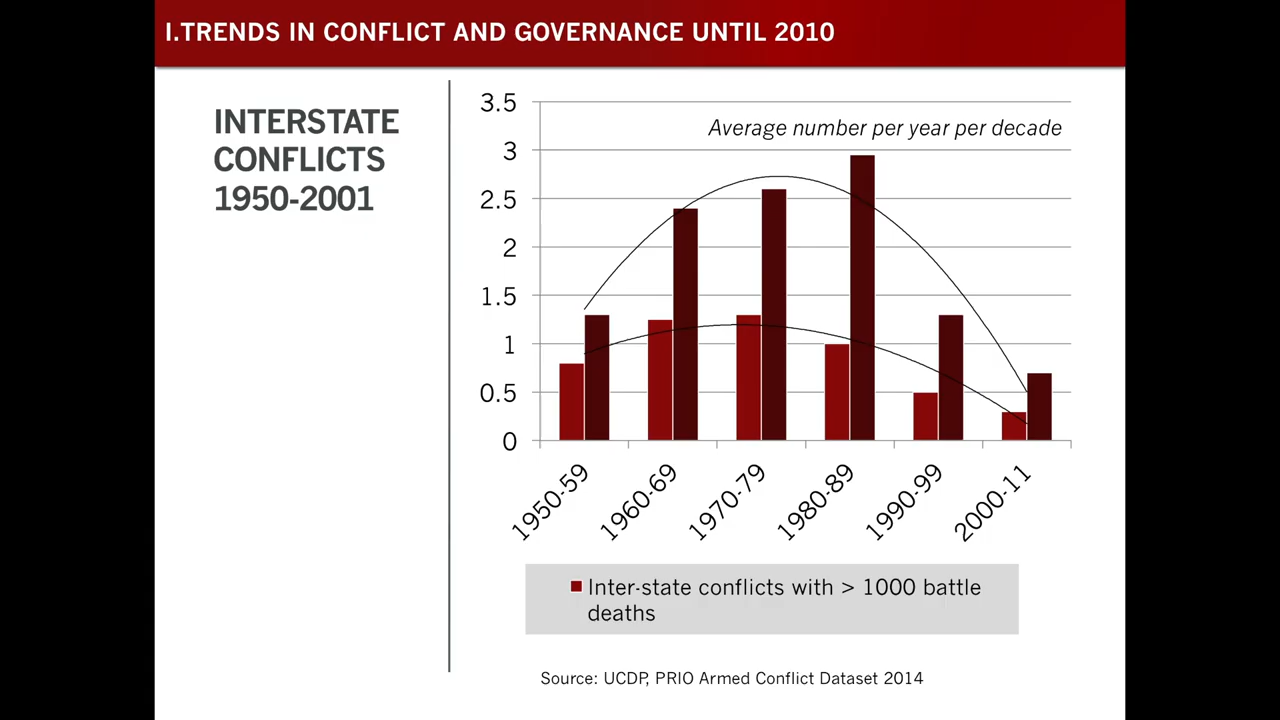 I.TRENDS IN CONFLICT AND GOVERNANCE UNTIL 2010
INTERSTATE
CONFLICTS
1950-2001
Average number per year per decade
3.5
3
2.5
2
1.5
1
0.5
0
1950-59
1960-69
1970-79
1980-89
1990-99
2000-11
Inter-state conflicts with > 1000 battle
deaths
Source: UCDP, PRIO Armed Conflict Dataset 2014